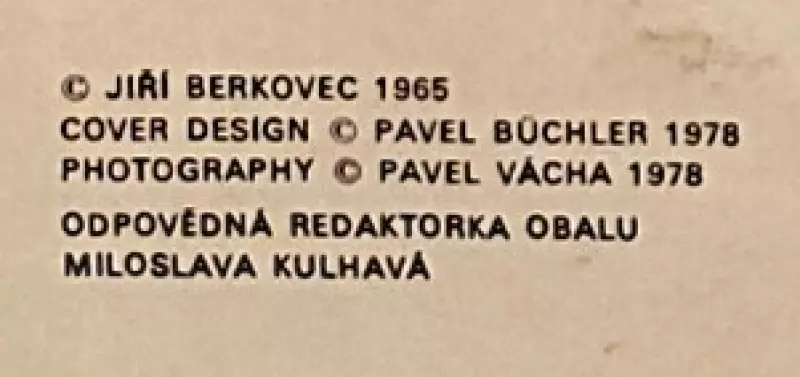 © JIŘÍ BERKOVEC 1965
COVER DESIGN © PAVEL BÜCHLER 1978
PHOTOGRAPHY © PAVEL VÁCHA 1978
ODPOVĚDNÁ REDAKTORKA OBALU
MILOSLAVA KULHAVÁ